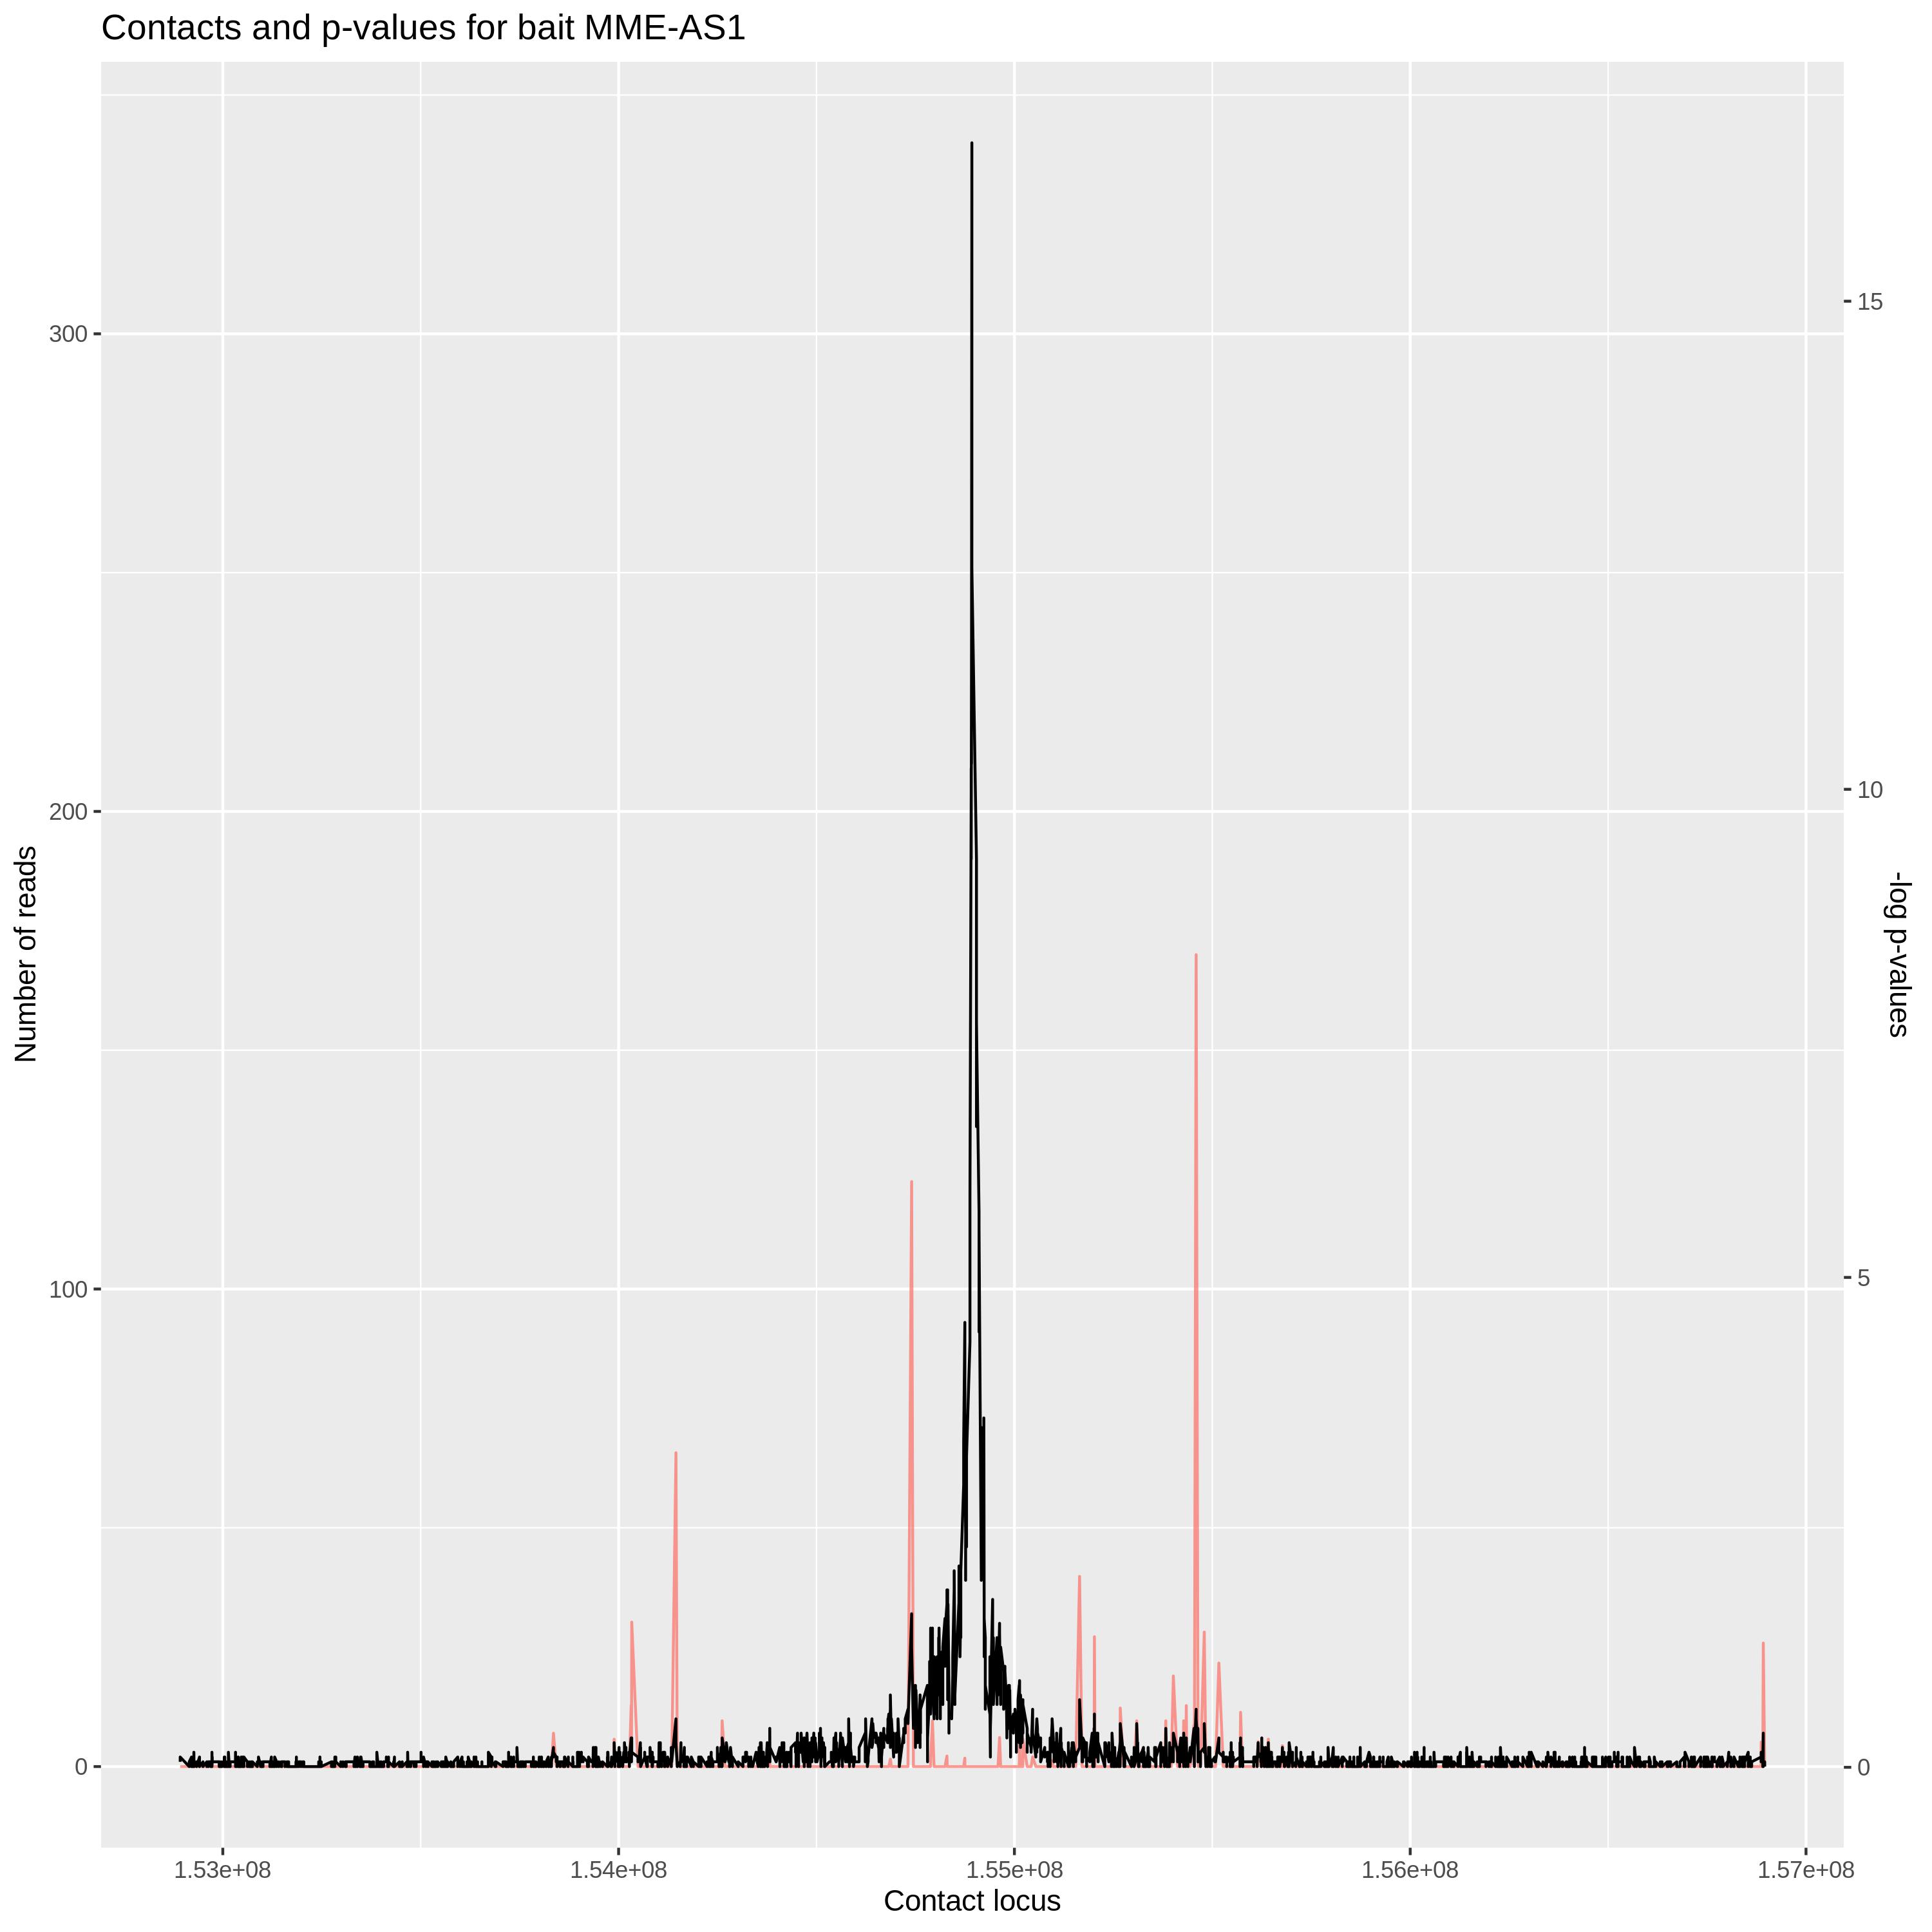 Contacts and p-values for bait MME-AS1
300
200
100
0
Number of reads
15
10
5
0
-log p-values
1.53e+08 1.54e+08 1.55e+08 1.56e+08 1.57e+08
Contact locus